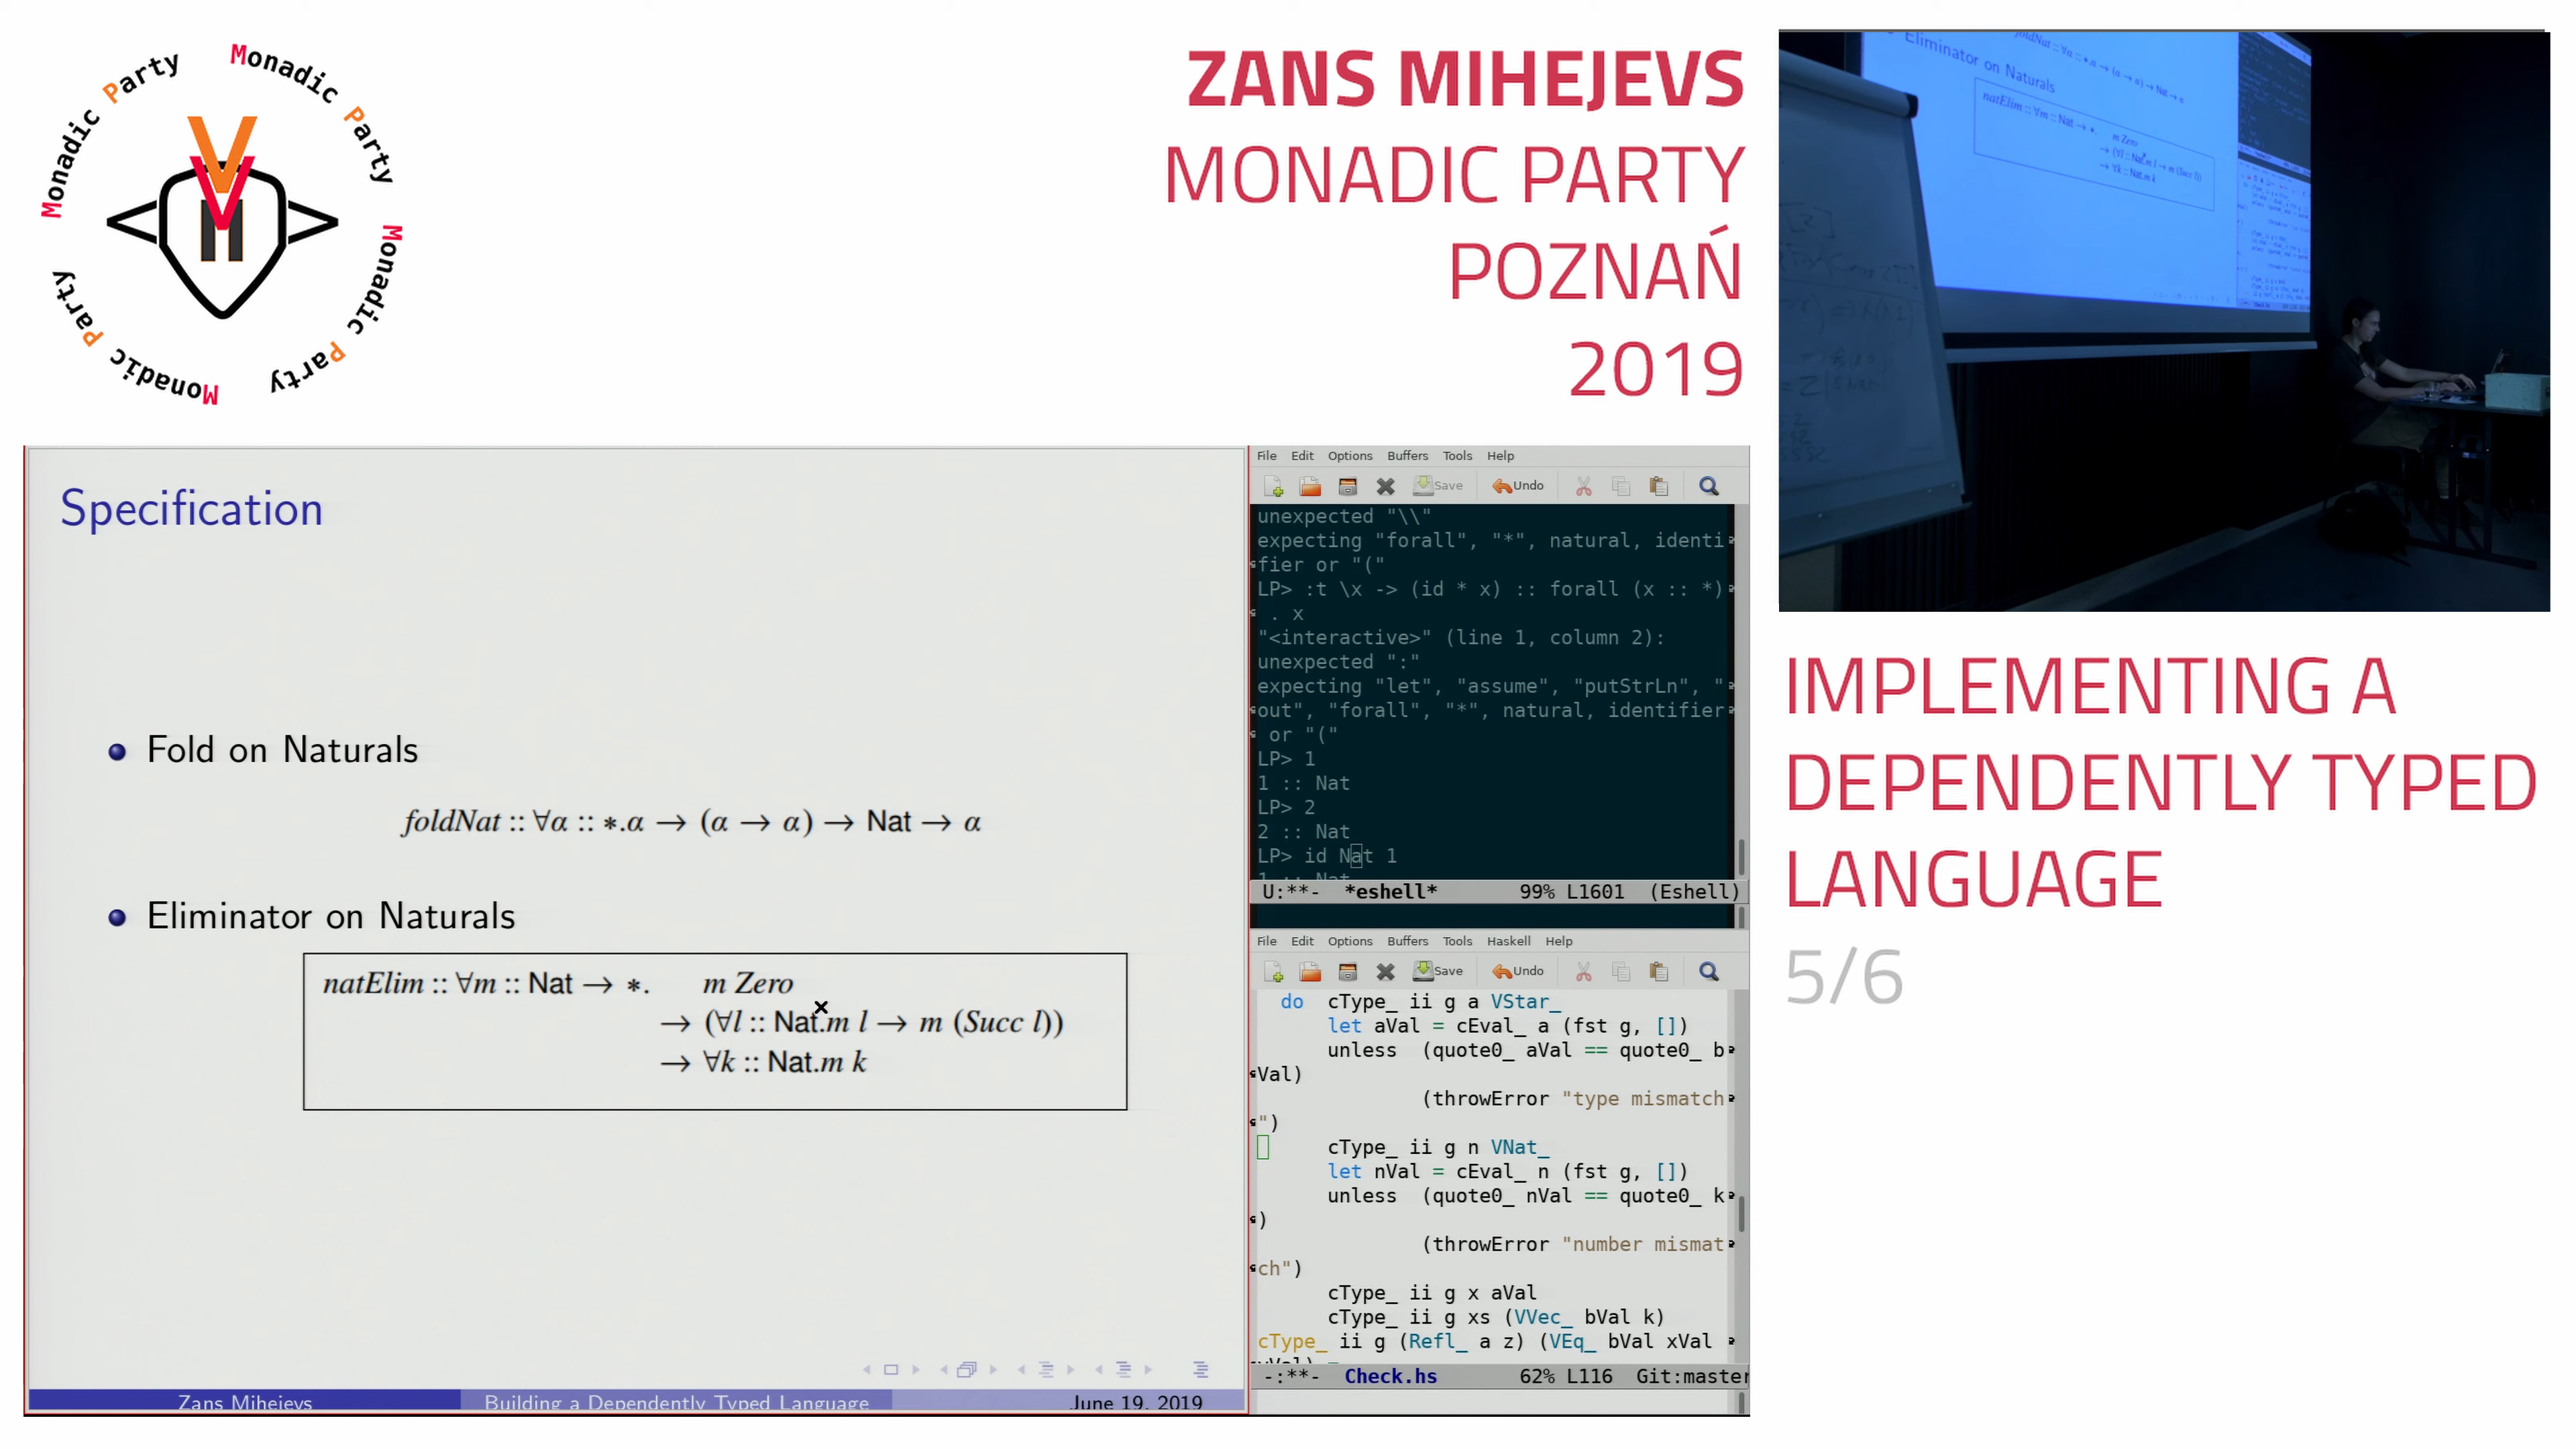 Monadic Party Monadic Party Monadic Party Monadic Party
ZANS MIHEJEVS
MONADIC PARTY
POZNAŃ
2019
Eliminator on Naturals
Specification
• Fold on Naturals
foldNat :: ∀α :: ∗.α → (α → α) → Nat → α
• Eliminator on Naturals
natElim :: ∀m :: Nat → ∗. m Zero
→ (∀l :: Nat.m l → m (Succ l))
→ ∀k :: Nat.m k
Zans Mihejevs Building a Dependently Typed Language June 19, 2019
File Edit Options Buffers Tools Help
Save Undo
unexpected "\\"
expecting "forall", "*", natural, identi
fier or "("
LP> :t \x -> (id * x) :: forall (x :: *)
. x
"<interactive>" (line 1, column 2):
unexpected ":"
expecting "let", "assume", "putStrLn", "
out", "forall", "*", natural, identifier
or "("
LP> 1
1 :: Nat
LP> 2
2 :: Nat
LP> id Nat 1
1 :: Nat
U:**- *eshell* 99% L1601 (Eshell)
File Edit Options Buffers Tools Haskell Help
Save Undo
do cType_ ii g a VStar_
let aVal = cEval_ a (fst g, [])
unless (quote0_ aVal == quote0_ b
Val)
(throwError "type mismatch
")
cType_ ii g n VNat_
let nVal = cEval_ n (fst g, [])
unless (quote0_ nVal == quote0_ k
)
(throwError "number mismat
ch")
cType_ ii g x aVal
cType_ ii g xs (VVec_ bVal k)
cType_ ii g (Refl_ a z) (VEq_ bVal xVal
yVal) =
-:**- Check.hs 62% L116 Git:master
IMPLEMENTING A
DEPENDENTLY TYPED
LANGUAGE
5/6